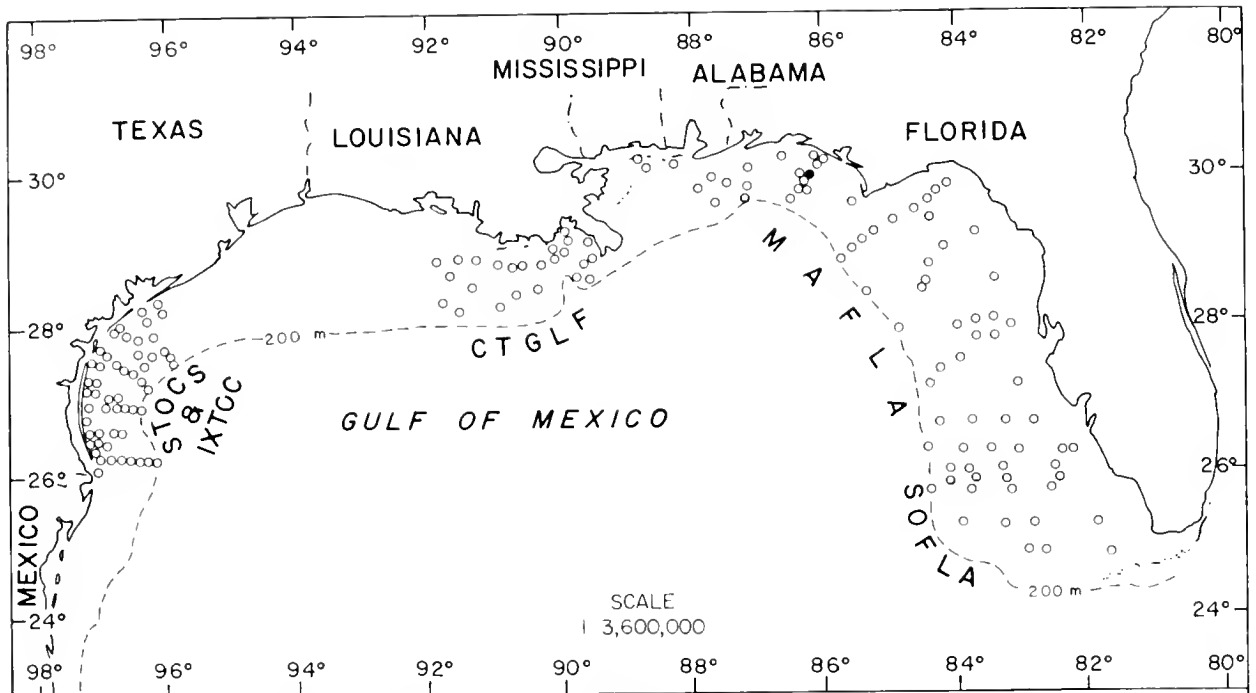 98° 96° 94° 90° 88° 86° 84° 82° 80°
MISSISSIPPI ALABAMA
TEXAS LOUISIANA FLORIDA
30° 30°
MAFLA
28° 200 m CTGLF 28°
STOCS
&
IXTOC
GULF OF MEXICO
26° 26°
SOFLA
MEXICO
200 m
SCALE
24° 1 3,600,000 24°
98° 96° 94° 92° 90° 88° 86° 84° 82° 80°